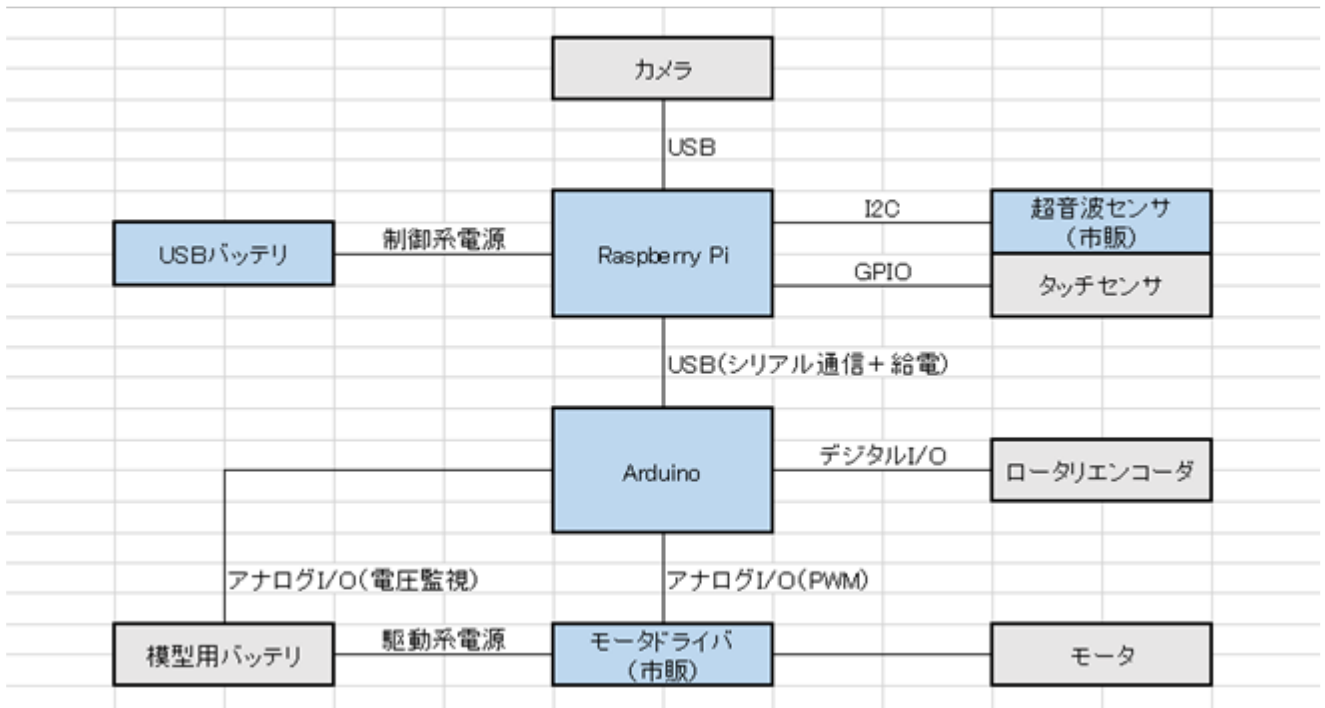 カメラ
USB
I2C
超音波センサ
(市販)
USBバッテリ
制御系電源
Raspberry Pi
GPIO
タッチセンサ
USB(シリアル通信+給電)
Arduino
デジタルI/O
ロータリエンコーダ
アナログI/O(電圧監視)
アナログI/O(PWM)
模型用バッテリ
駆動系電源
モータドライバ
(市販)
モータ